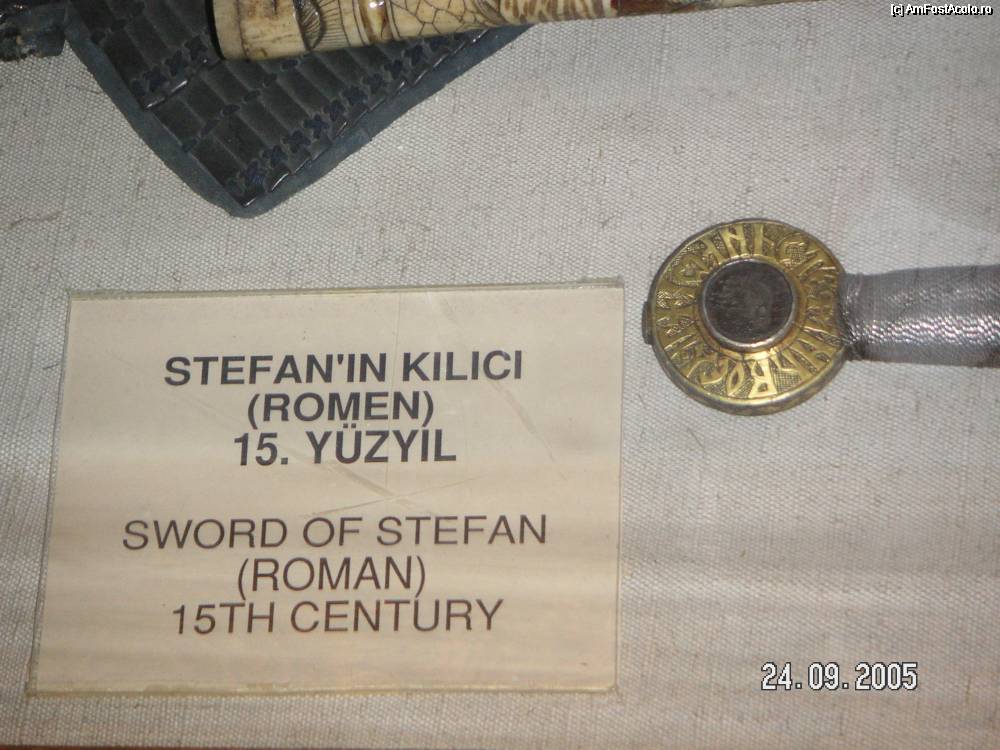 (c) AmFostAcolo.ro
STEFAN'IN KILICI
(ROMEN)
15. YÜZYIL
SWORD OF STEFAN
(ROMAN)
15TH CENTURY
24.09.2005